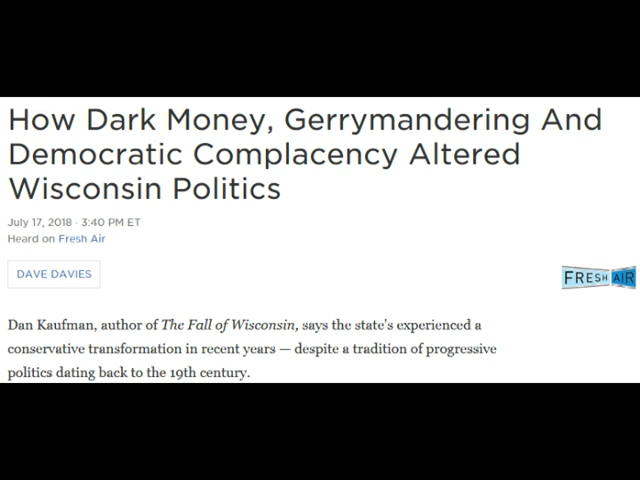 How Dark Money, Gerrymandering And
Democratic Complacency Altered
Wisconsin Politics
July 17, 2018 · 3:40 PM ET
Heard on Fresh Air
DAVE DAVIES
FRESH AIR
Dan Kaufman, author of The Fall of Wisconsin, says the state's experienced a
conservative transformation in recent years — despite a tradition of progressive
politics dating back to the 19th century.